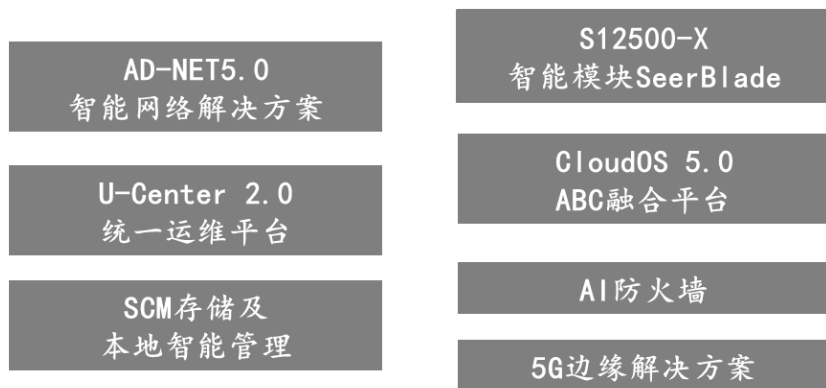 AD-NET5.0
智能网络解决方案
U-Center 2.0
统一运维平台
SCM存储及
本地智能管理
S12500-X
智能模块SeerBlade
CloudOS 5.0
ABC融合平台
AI防火墙
5G边缘解决方案